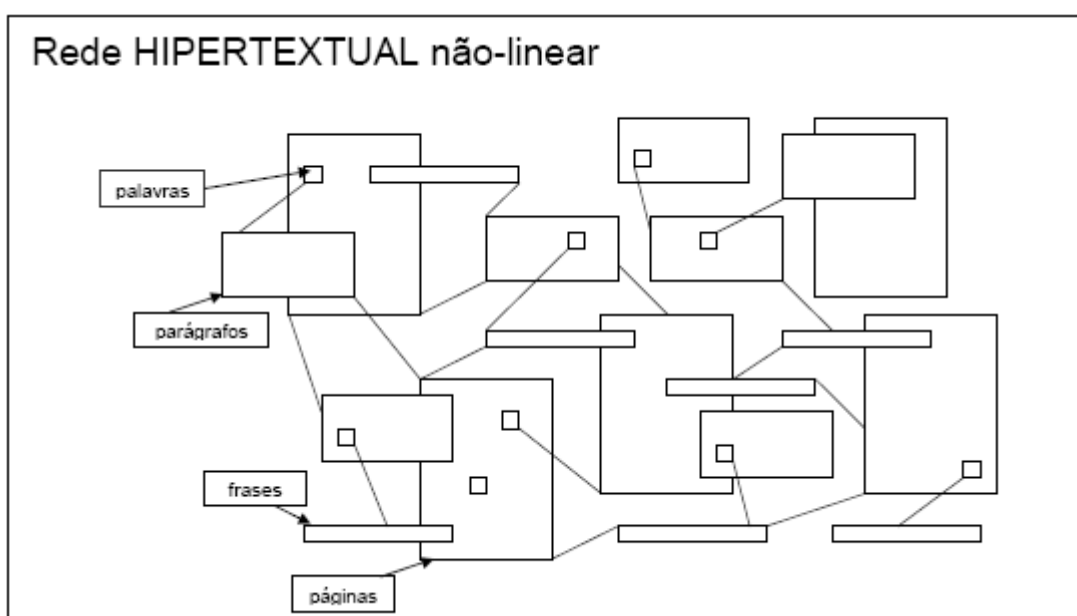 Rede HIPERTEXTUAL não-linear
palavras
parágrafos
frases
páginas